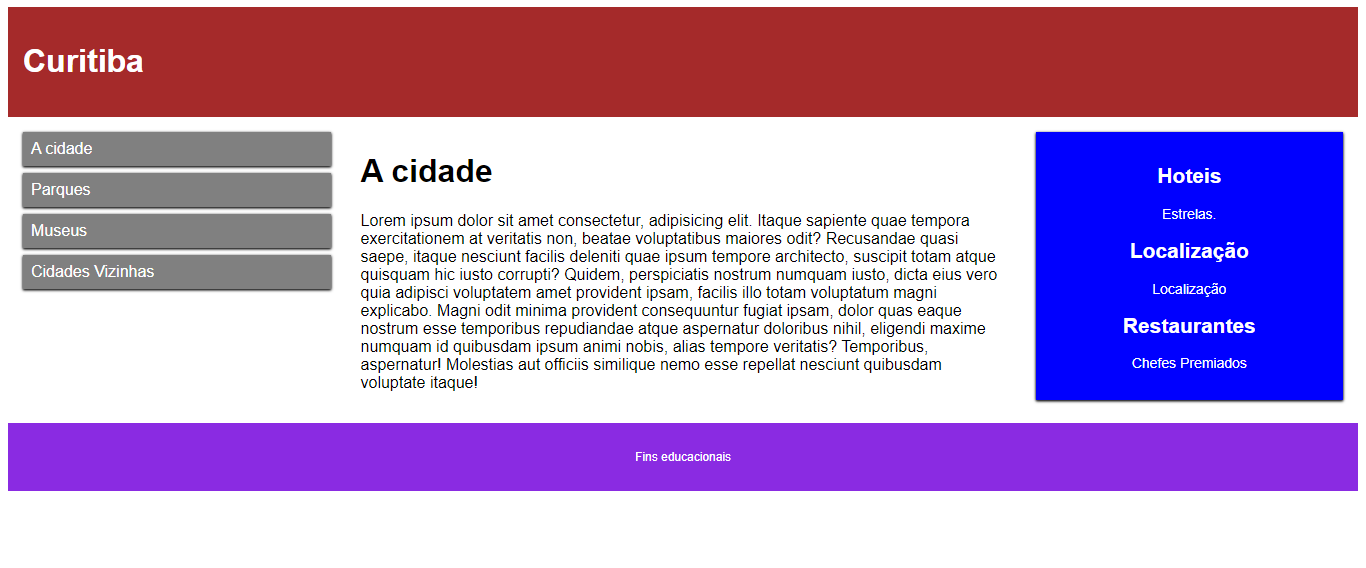 Curitiba
A cidade
Parques
Museus
Cidades Vizinhas
A cidade
Lorem ipsum dolor sit amet consectetur, adipisicing elit. Itaque sapiente quae tempora
exercitationem at veritatis non, beatae voluptatibus maiores odit? Recusandae quasi
saepe, itaque nesciunt facilis deleniti quae ipsum tempore architecto, suscipit totam atque
quisquam hic iusto corrupti? Quidem, perspiciatis nostrum numquam iusto, dicta eius vero
quia adipisci voluptatem amet provident ipsam, facilis illo totam voluptatum magni
explicabo. Magni odit minima provident consequuntur fugiat ipsam, dolor quas eaque
nostrum esse temporibus repudiandae atque aspernatur doloribus nihil, eligendi maxime
numquam id quibusdam ipsum animi nobis, alias tempore veritatis? Temporibus,
aspernatur! Molestias aut officiis similique nemo esse repellat nesciunt quibusdam
voluptate itaque!
Hoteis
Estrelas.
Localização
Localização
Restaurantes
Chefes Premiados
Fins educacionais